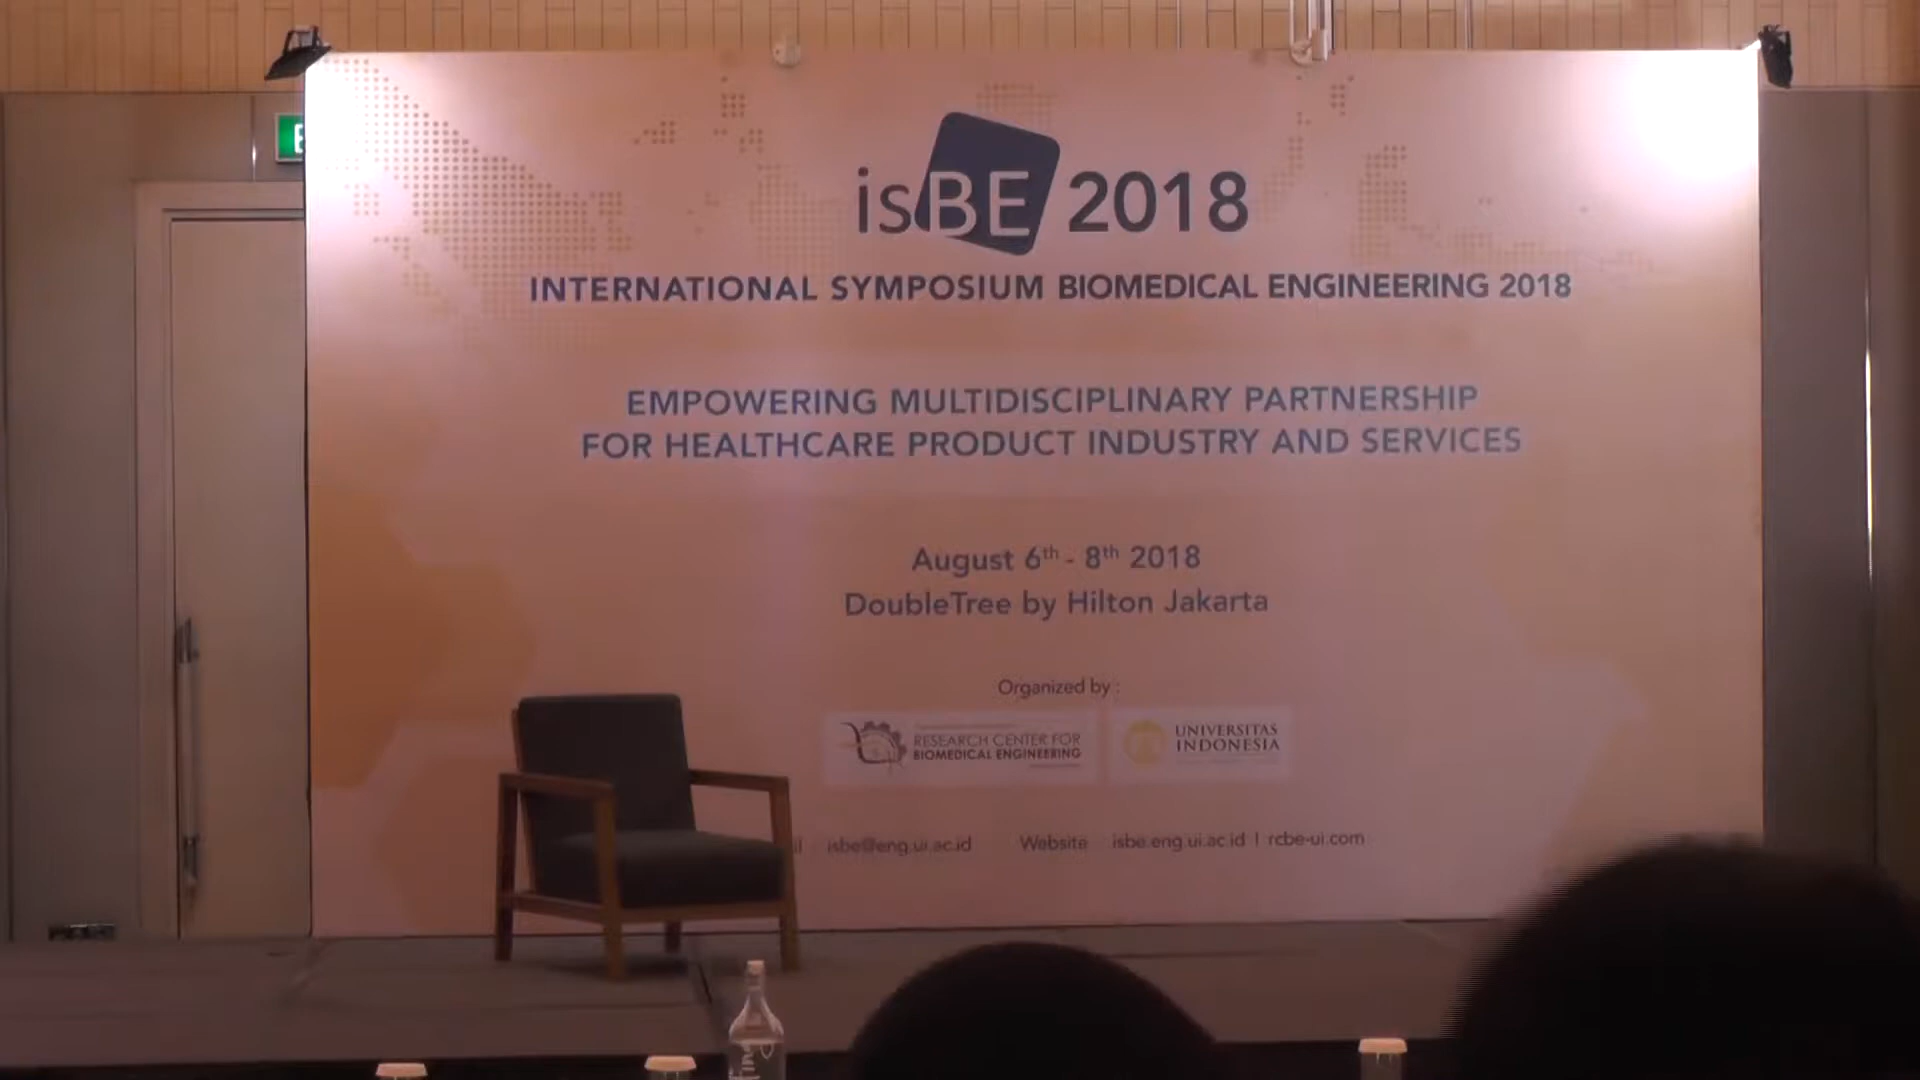 isBE 2018
INTERNATIONAL SYMPOSIUM BIOMEDICAL ENGINEERING 2018
EMPOWERING MULTIDISCIPLINARY PARTNERSHIP
FOR HEALTHCARE PRODUCT INDUSTRY AND SERVICES
August 6th - 8th 2018
DoubleTree by Hilton Jakarta
Organized by :
RESEARCH CENTER FOR
BIOMEDICAL ENGINEERING
UNIVERSITAS
INDONESIA
isbe@eng.ui.ac.id Website isbe.eng.ui.ac.id | rcbe-ui.com